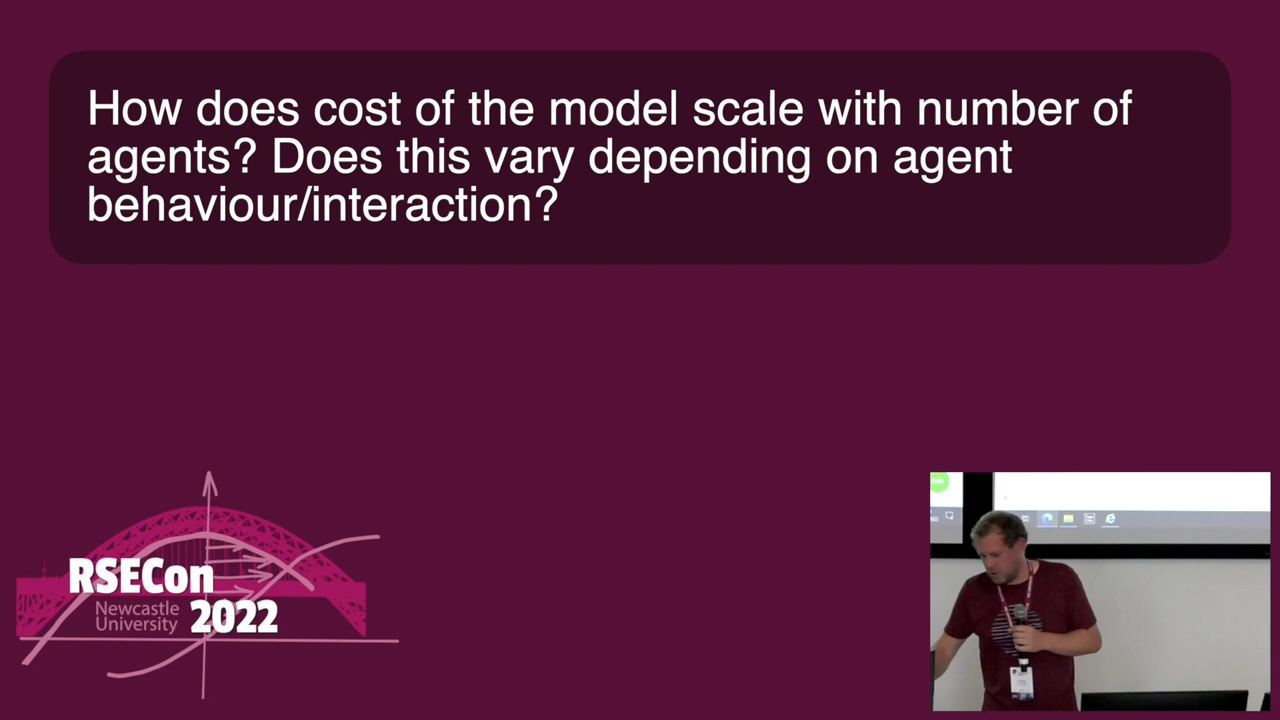 How does cost of the model scale with number of
agents? Does this vary depending on agent
behaviour/interaction?
RSECon
Newcastle
University
2022